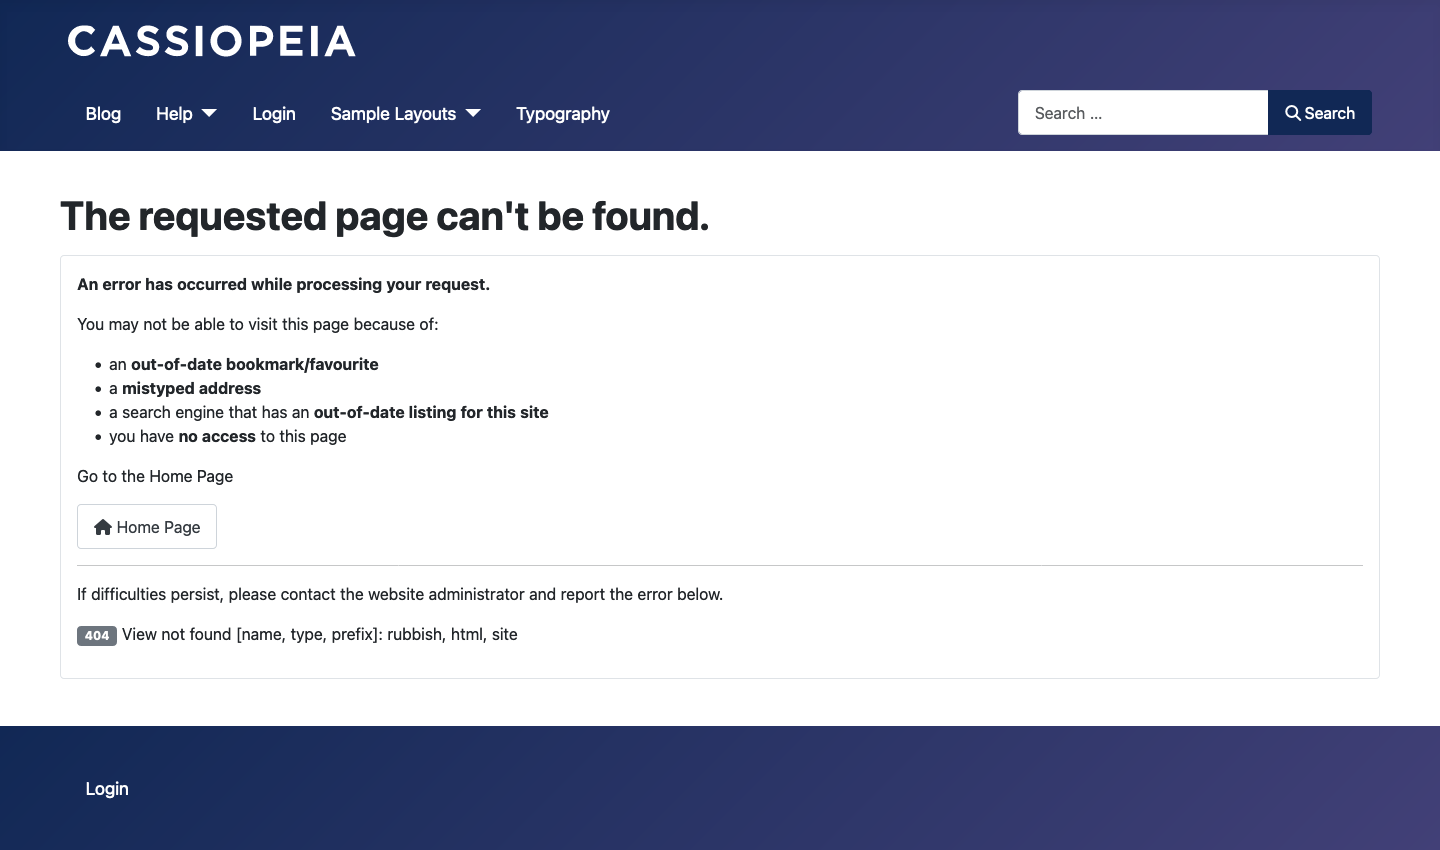 CASSIOPEIA
Blog Help Login Sample Layouts Typography Search ... Search
The requested page can't be found.
An error has occurred while processing your request.
You may not be able to visit this page because of:
• an out-of-date bookmark/favourite
• a mistyped address
• a search engine that has an out-of-date listing for this site
• you have no access to this page
Go to the Home Page
Home Page
If difficulties persist, please contact the website administrator and report the error below.
404 View not found [name, type, prefix]: rubbish, html, site
Login